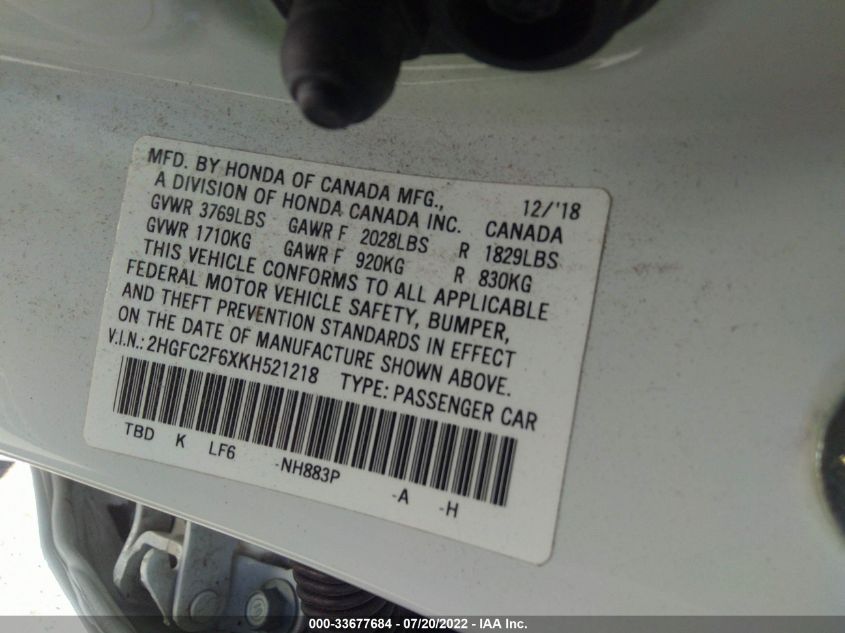 MFD. BY HONDA OF CANADA MFG., 12/'18
A DIVISION OF HONDA CANADA INC. CANADA
GVWR 3769LBS GAWR F 2028LBS R 1829LBS
GVWR 1710KG GAWR F 920KG R 830KG
THIS VEHICLE CONFORMS TO ALL APPLICABLE
FEDERAL MOTOR VEHICLE SAFETY, BUMPER,
AND THEFT PREVENTION STANDARDS IN EFFECT
ON THE DATE OF MANUFACTURE SHOWN ABOVE.
V.I.N.: 2HGFC2F6XKH521218 TYPE: PASSENGER CAR
TBD K LF6 -NH883P -A -H
000-33677684 / 07/20/2022 - IAA Inc.